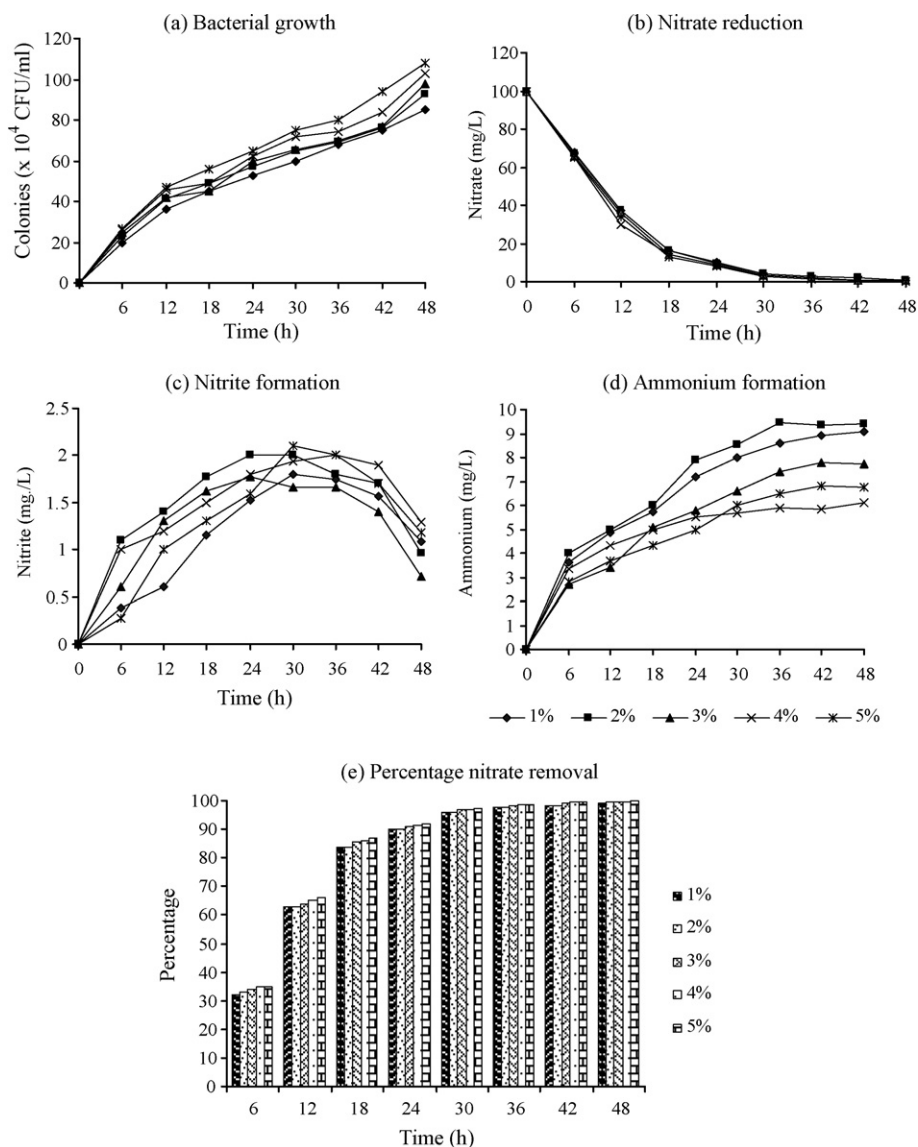 (a) Bacterial growth
Colonies (x 10⁴ CFU/ml)
120
100
80
60
40
20
0
6 12 18 24 30 36 42 48
Time (h)
(b) Nitrate reduction
Nitrate (mg/L)
120
100
80
60
40
20
0
0 6 12 18 24 30 36 42 48
Time (h)
(c) Nitrite formation
Nitrite (mg./L)
2.5
2
1.5
1
0.5
0
0 6 12 18 24 30 36 42 48
Time (h)
(d) Ammonium formation
Ammonium (mg/L)
10
9
8
7
6
5
4
3
2
1
0
0 6 12 18 24 30 36 42 48
1% 2% 3% 4% 5%
(e) Percentage nitrate removal
Percentage
100
90
80
70
60
50
40
30
20
10
0
6 12 18 24 30 36 42 48
Time (h)
1%
2%
3%
4%
5%